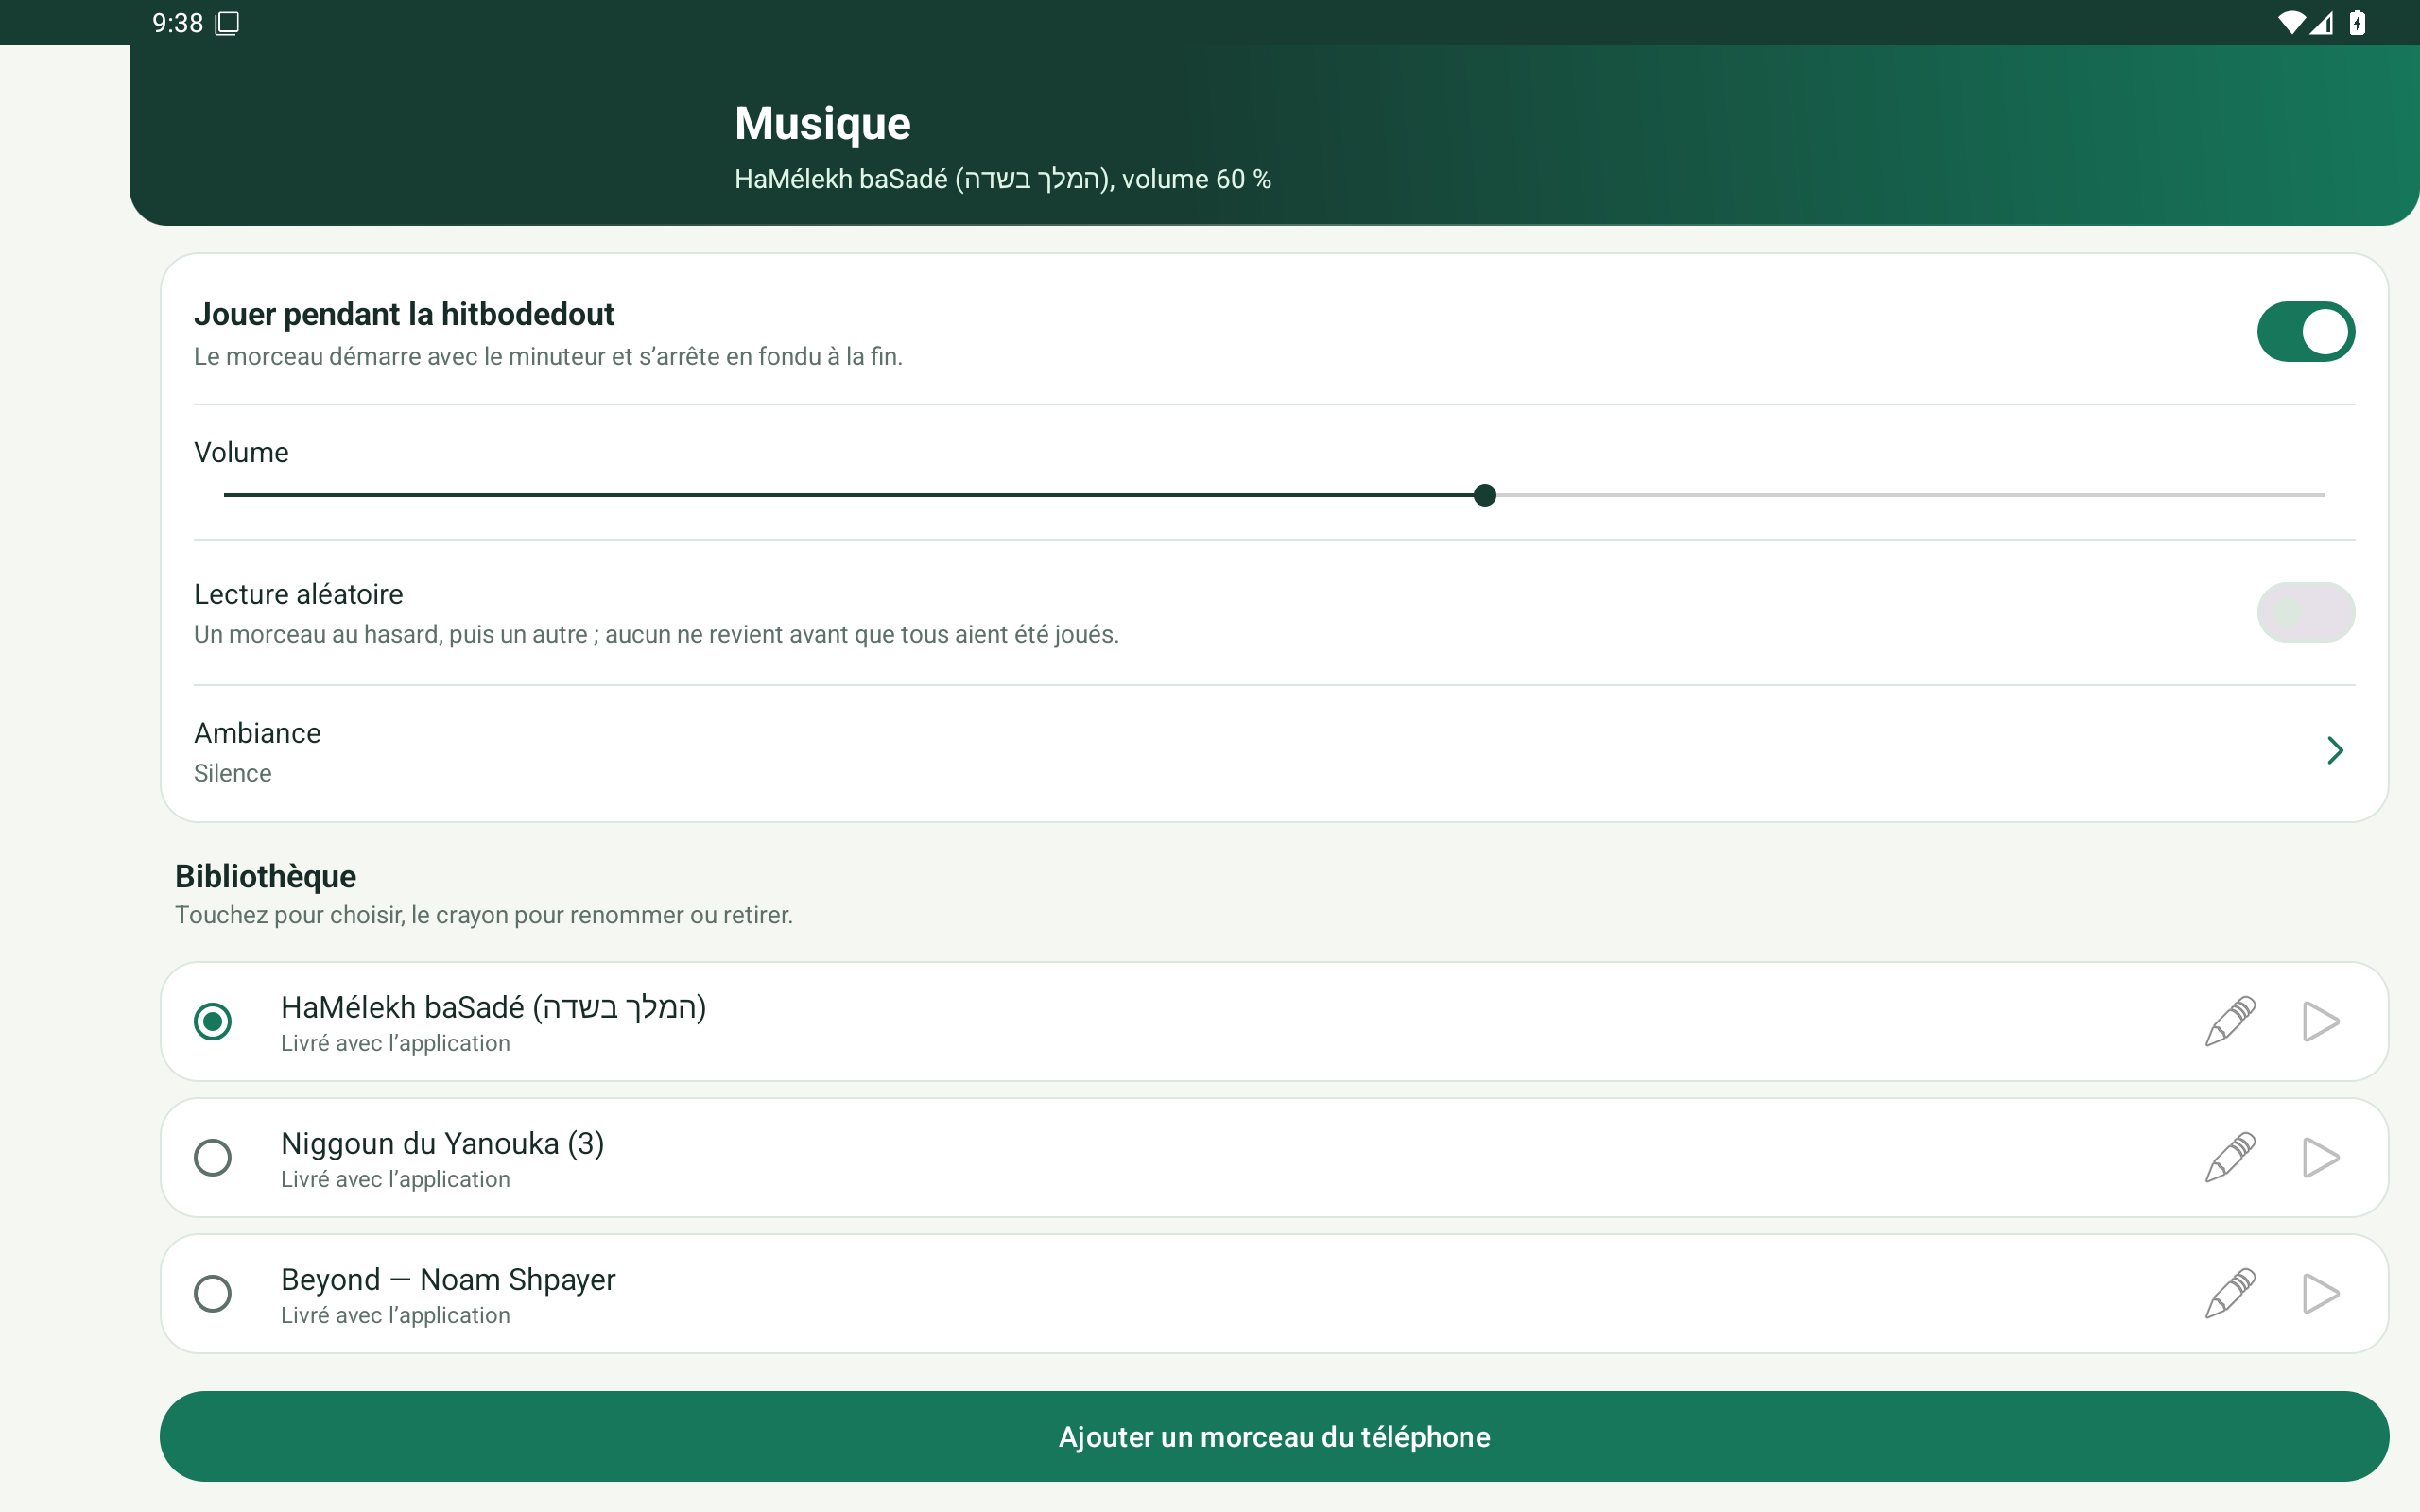 9:38
Musique
HaMélekh baSadé (המלך בשדה), volume 60 %
Jouer pendant la hitbodedout
Le morceau démarre avec le minuteur et s’arrête en fondu à la fin.
Volume
Lecture aléatoire
Un morceau au hasard, puis un autre ; aucun ne revient avant que tous aient été joués.
Ambiance
Silence
Bibliothèque
Touchez pour choisir, le crayon pour renommer ou retirer.
HaMélekh baSadé (המלך בשדה)
Livré avec l’application
Niggoun du Yanouka (3)
Livré avec l’application
Beyond — Noam Shpayer
Livré avec l’application
Ajouter un morceau du téléphone